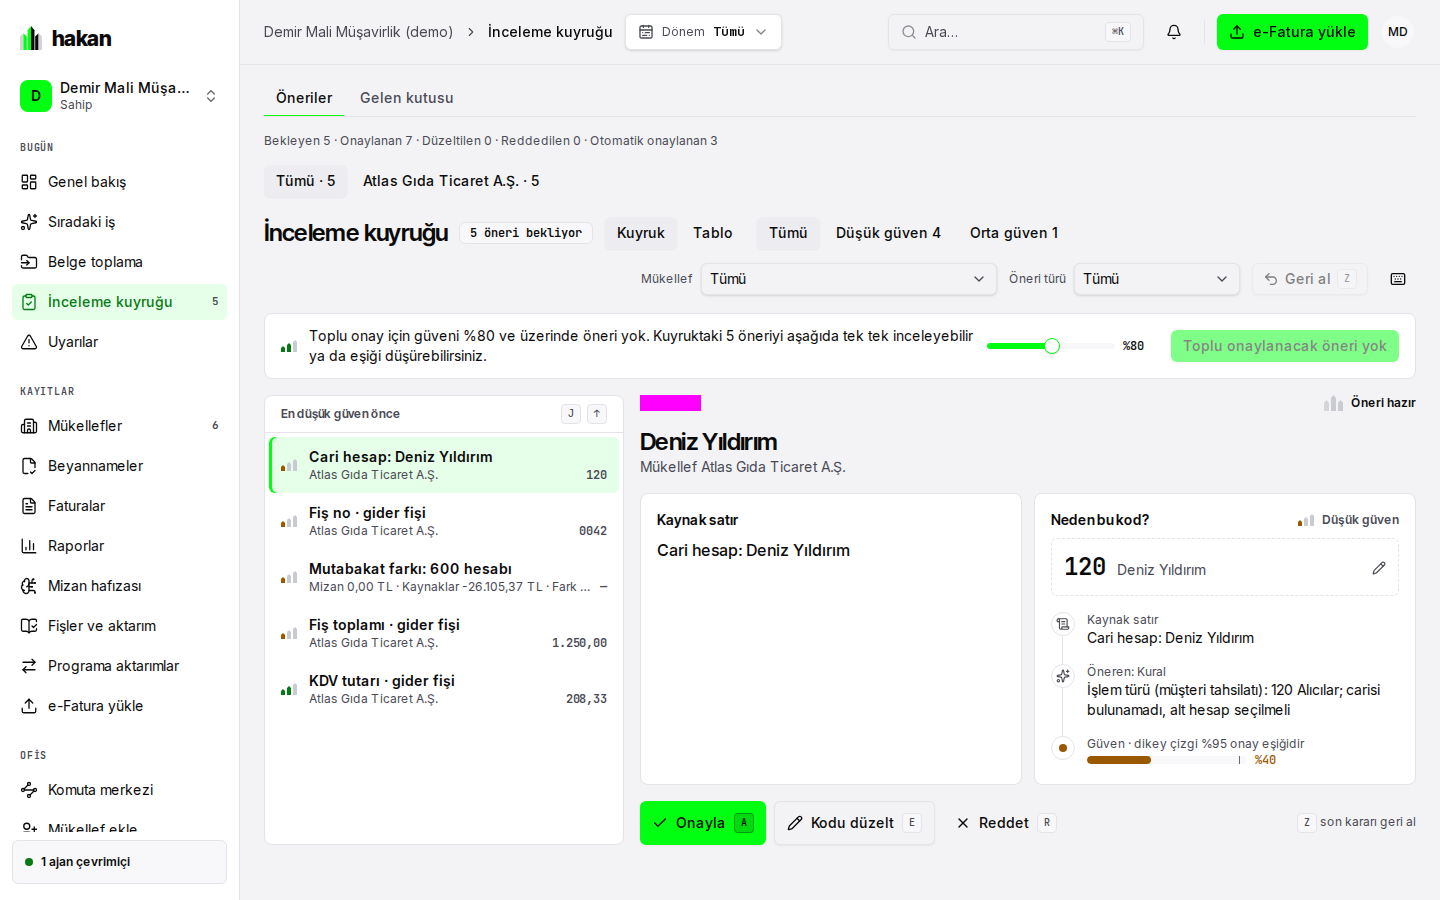 hakan
D
Demir Mali Müşa...
Sahip
BUGÜN
Genel bakış
Sıradaki iş
Belge toplama
İnceleme kuyruğu 5
Uyarılar
KAYITLAR
Mükellefler 6
Beyannameler
Faturalar
Raporlar
Mizan hafızası
Fişler ve aktarım
Programa aktarımlar
e-Fatura yükle
OFİS
Komuta merkezi
Mükellef ekle
1 ajan çevrimiçi
Demir Mali Müşavirlik (demo) > İnceleme kuyruğu Dönem Tümü
Ara... ⌘K
e-Fatura yükle
MD
Öneriler Gelen kutusu
Bekleyen 5 · Onaylanan 7 · Düzeltilen 0 · Reddedilen 0 · Otomatik onaylanan 3
Tümü · 5 Atlas Gıda Ticaret A.Ş. · 5
İnceleme kuyruğu 5 öneri bekliyor Kuyruk Tablo Tümü Düşük güven 4 Orta güven 1
Mükellef Tümü Öneri türü Tümü Geri al Z
Toplu onay için güveni %80 ve üzerinde öneri yok. Kuyruktaki 5 öneriyi aşağıda tek tek inceleyebilir
ya da eşiği düşürebilirsiniz.
%80
Toplu onaylanacak öneri yok
En düşük güven önce J ↑
Cari hesap: Deniz Yıldırım
Atlas Gıda Ticaret A.Ş. 120
Fiş no · gider fişi
Atlas Gıda Ticaret A.Ş. 0042
Mutabakat farkı: 600 hesabı
Mizan 0,00 TL · Kaynaklar -26.105,37 TL · Fark ... —
Fiş toplamı · gider fişi
Atlas Gıda Ticaret A.Ş. 1.250,00
KDV tutarı · gider fişi
Atlas Gıda Ticaret A.Ş. 208,33
Öneri hazır
Deniz Yıldırım
Mükellef Atlas Gıda Ticaret A.Ş.
Kaynak satır
Cari hesap: Deniz Yıldırım
Neden bu kod? Düşük güven
120 Deniz Yıldırım
Kaynak satır
Cari hesap: Deniz Yıldırım
Öneren: Kural
İşlem türü (müşteri tahsilatı): 120 Alıcılar; carisi
bulunamadı, alt hesap seçilmeli
Güven · dikey çizgi %95 onay eşiğidir
%40
Onayla A Kodu düzelt E Reddet R
Z son kararı geri al